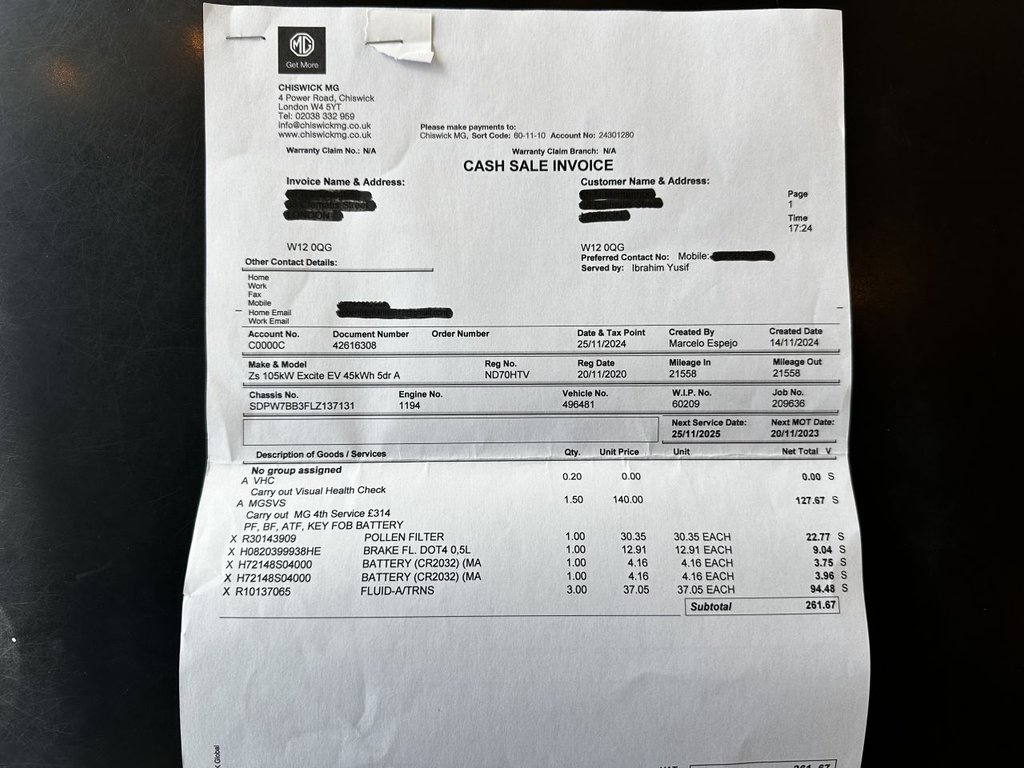 MG
Get More
CHISWICK MG
4 Power Road, Chiswick
London W4 5YT
Tel: 02038 332 959
info@chiswickmg.co.uk
www.chiswickmg.co.uk
Please make payments to:
Chiswick MG, Sort Code: 60-11-10 Account No: 24301280
Warranty Claim No.: N/A Warranty Claim Branch: N/A
CASH SALE INVOICE
Invoice Name & Address: Customer Name & Address:
Page
1
Time
17:24
W12 0QG W12 0QG
Preferred Contact No: Mobile:
Served by: Ibrahim Yusif
Other Contact Details:
Home
Work
Fax
Mobile
Home Email
Work Email
Account No. Document Number Order Number Date & Tax Point Created By Created Date
C0000C 42616308 25/11/2024 Marcelo Espejo 14/11/2024
Make & Model Reg No. Reg Date Mileage In Mileage Out
Zs 105kW Excite EV 45kWh 5dr A ND70HTV 20/11/2020 21558 21558
Chassis No. Engine No. Vehicle No. W.I.P. No. Job No.
SDPW7BB3FLZ137131 1194 496481 60209 209636
Next Service Date: Next MOT Date:
25/11/2025 20/11/2023
Description of Goods / Services Qty. Unit Price Unit Net Total V
No group assigned
A VHC 0.20 0.00 0.00 S
Carry out Visual Health Check
A MGSVS 1.50 140.00 127.67 S
Carry out MG 4th Service £314
PF, BF, ATF, KEY FOB BATTERY
X R30143909 POLLEN FILTER 1.00 30.35 30.35 EACH 22.77 S
X H0820399938HE BRAKE FL. DOT4 0,5L 1.00 12.91 12.91 EACH 9.04 S
X H72148S04000 BATTERY (CR2032) (MA 1.00 4.16 4.16 EACH 3.75 S
X H72148S04000 BATTERY (CR2032) (MA 1.00 4.16 4.16 EACH 3.96 S
X R10137065 FLUID-A/TRNS 3.00 37.05 37.05 EACH 94.48 S
Subtotal 261.67
Global
261.67